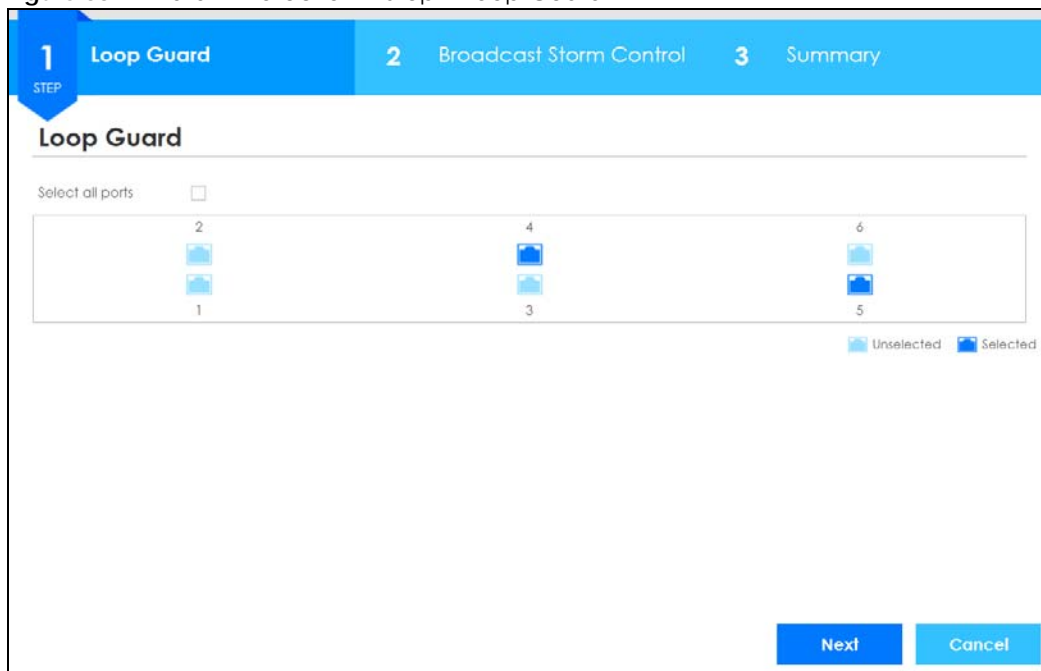 1 Loop Guard 2 Broadcast Storm Control 3 Summary
STEP
Loop Guard
Select all ports
2 4 6
1 3 5
Unselected Selected
Next Cancel